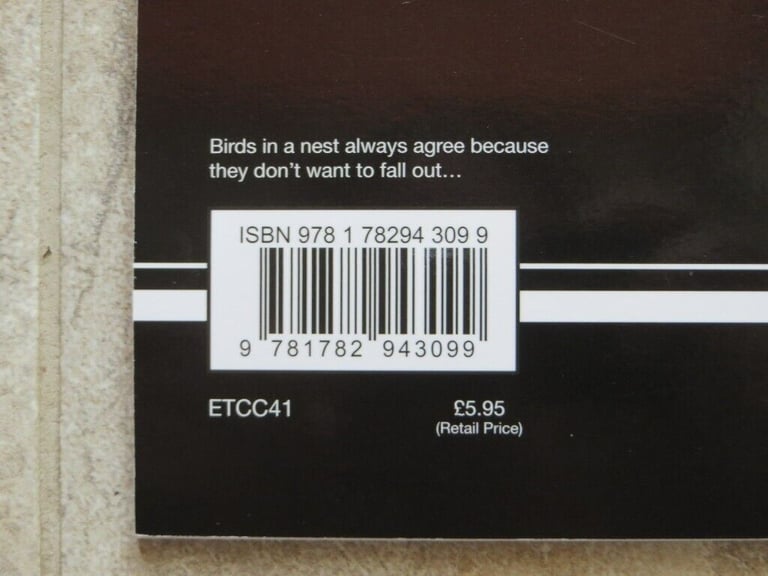 Birds in a nest always agree because
they don't want to fall out...
ISBN 978 1 78294 309 9
9 781782 943099
ETCC41
£5.95
(Retail Price)